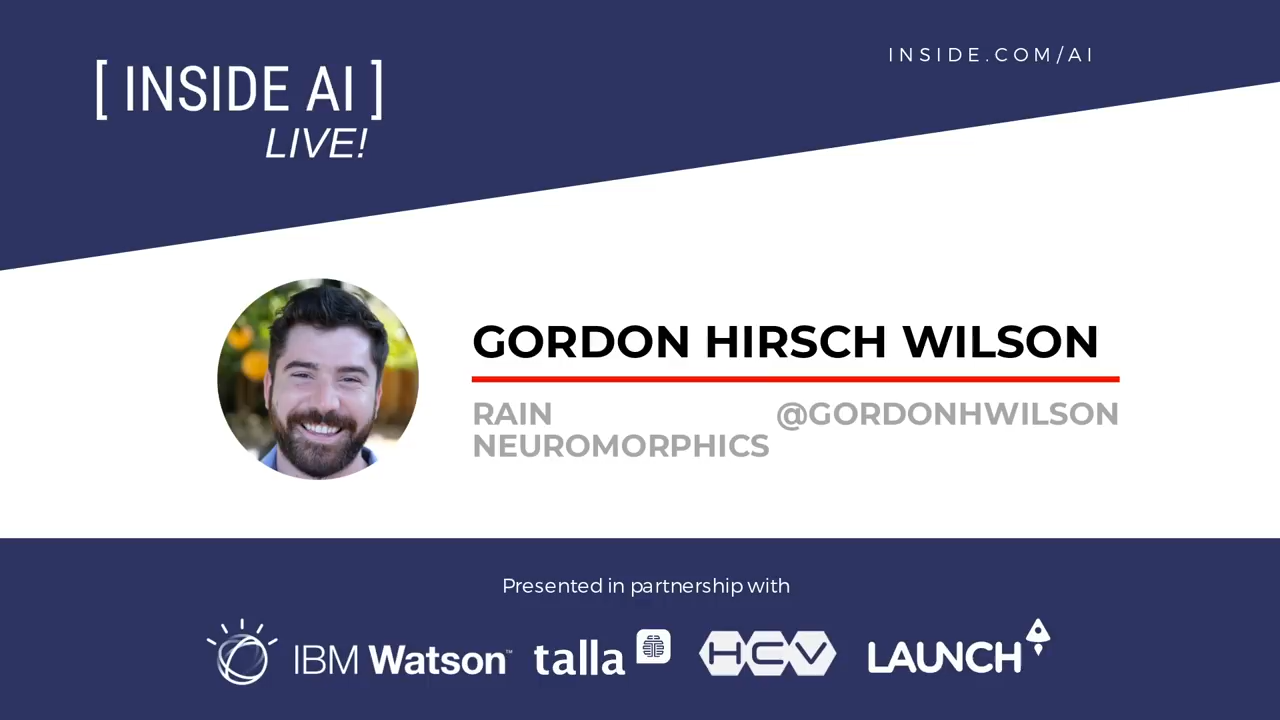 [ INSIDE AI ]
LIVE!
INSIDE.COM/AI
GORDON HIRSCH WILSON
RAIN
NEUROMORPHICS
@GORDONHWILSON
Presented in partnership with
IBM Watson™
talla
HCV
LAUNCH